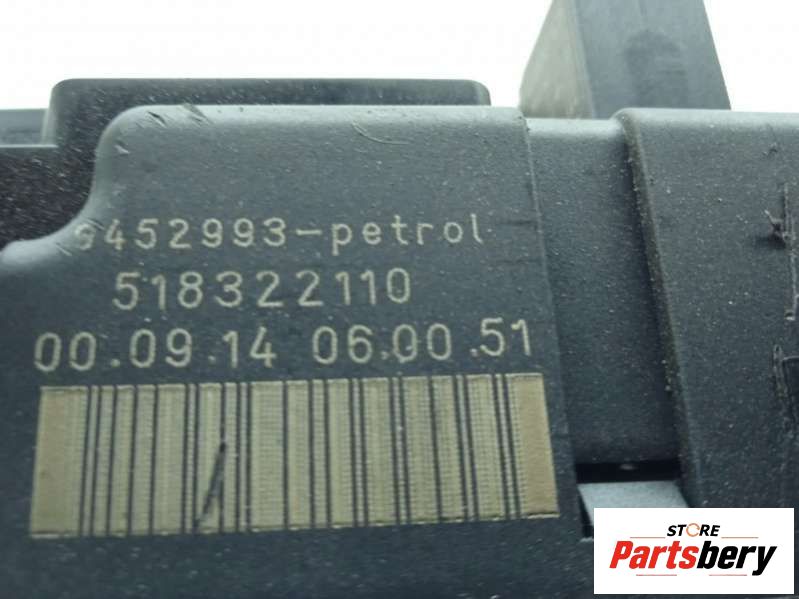 9452993-petrol
518322110
00.09.14 06.00.51
STORE
Partsbery